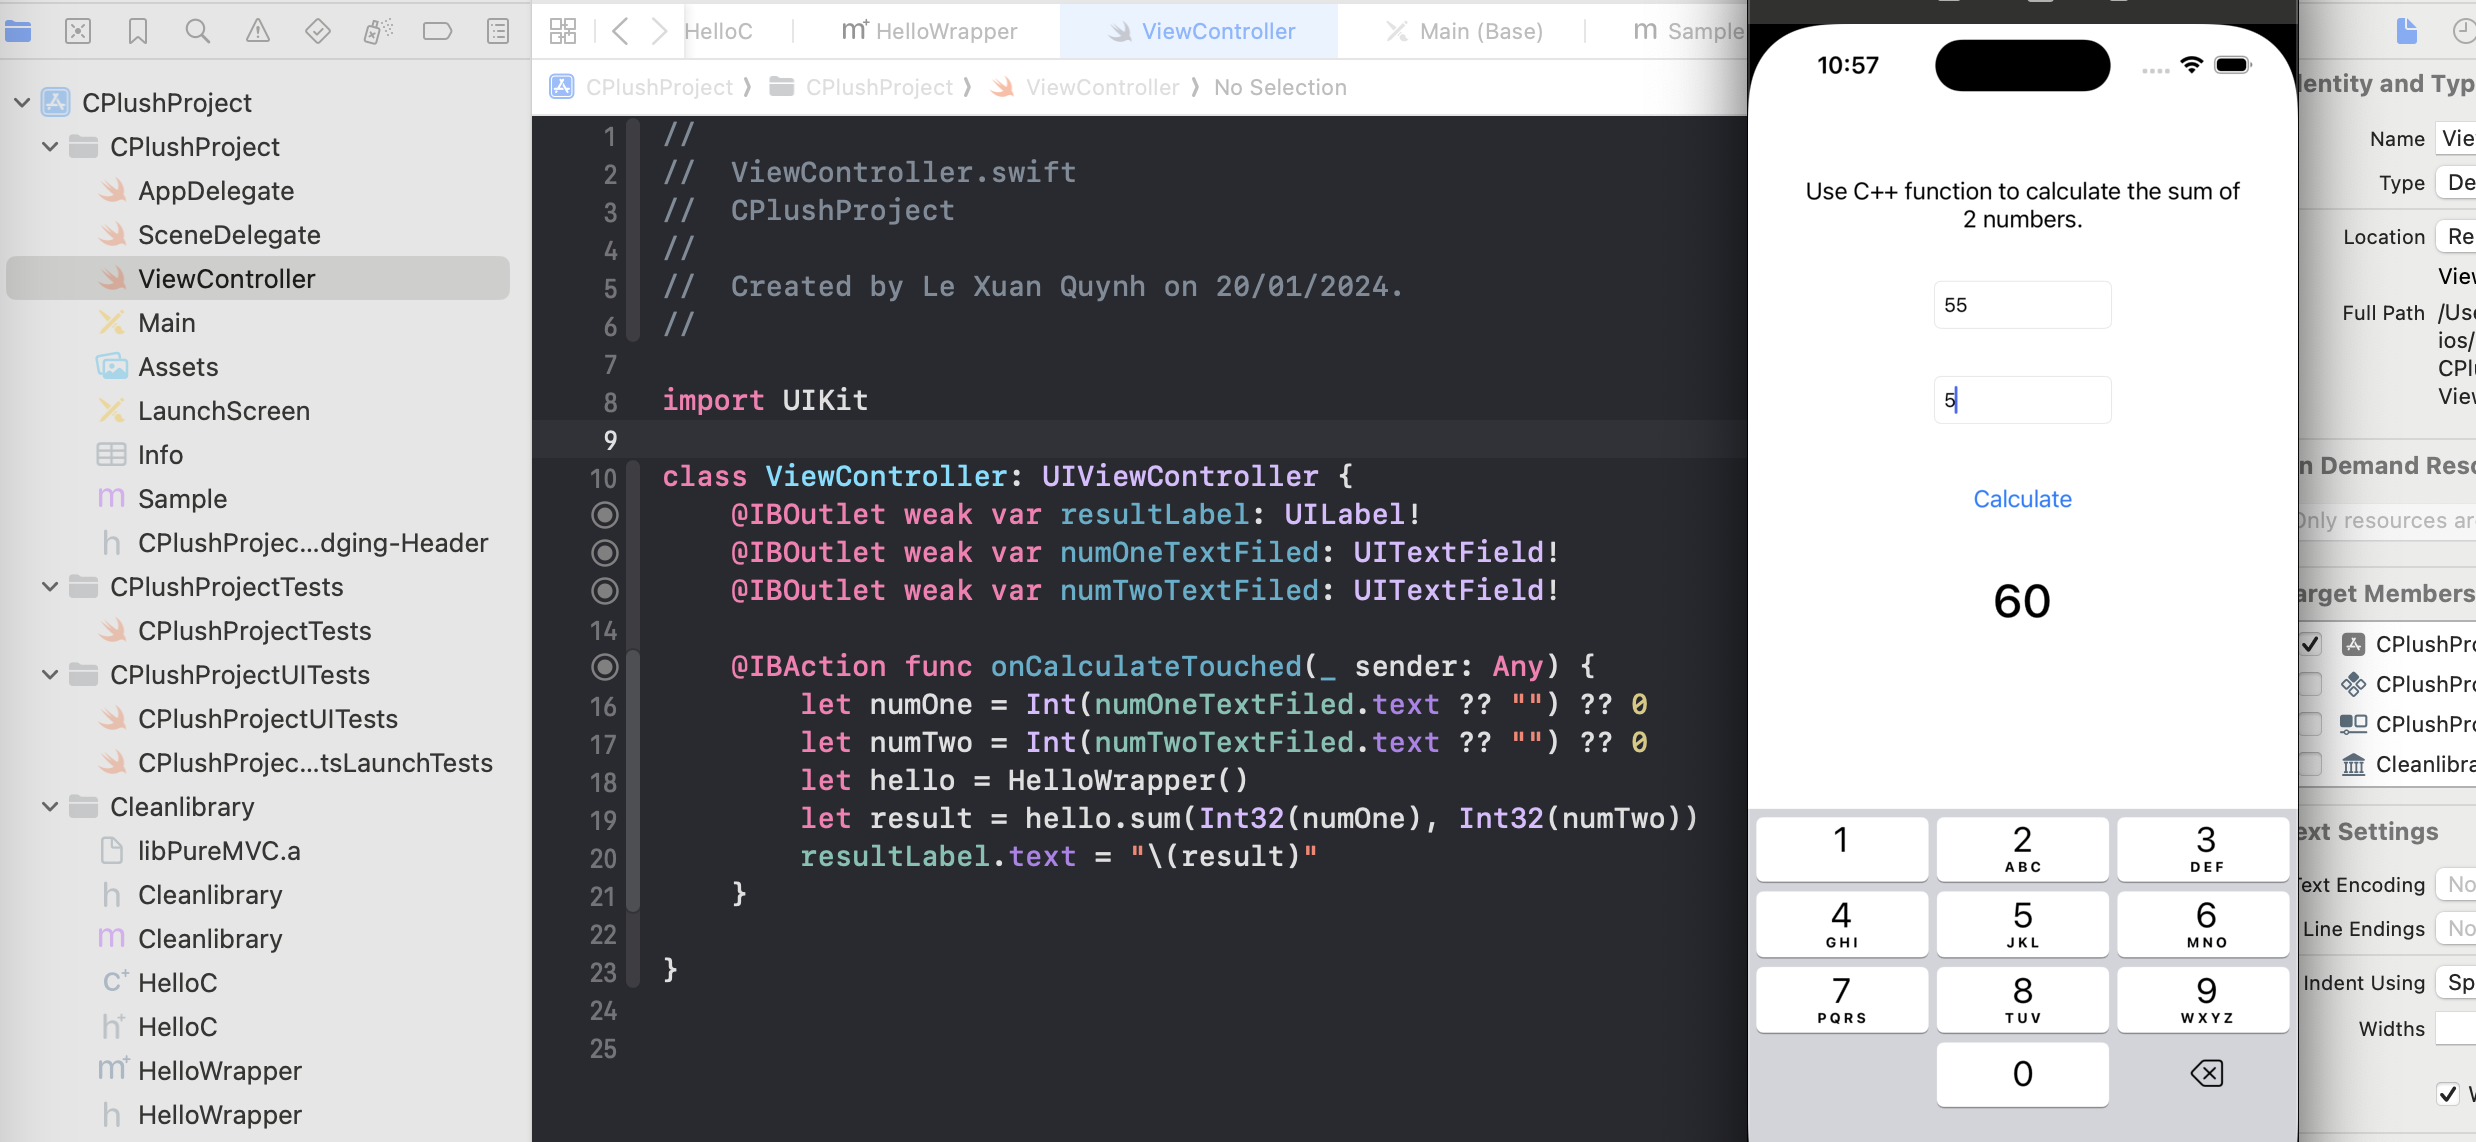 HelloC
HelloWrapper
ViewController
Main (Base)
Sample
CPlushProject
CPlushProject
ViewController
No Selection
CPlushProject
CPlushProject
AppDelegate
SceneDelegate
ViewController
Main
Assets
LaunchScreen
Info
Sample
CPlushProjec...dging-Header
CPlushProjectTests
CPlushProjectTests
CPlushProjectUITests
CPlushProjectUITests
CPlushProjec...tsLaunchTests
Cleanlibrary
libPureMVC.a
Cleanlibrary
Cleanlibrary
HelloC
HelloC
HelloWrapper
HelloWrapper
1 //
2 //  ViewController.swift
3 //  CPlushProject
4 //
5 //  Created by Le Xuan Quynh on 20/01/2024.
6 //
7
8 import UIKit
9
10 class ViewController: UIViewController {
@IBOutlet weak var resultLabel: UILabel!
@IBOutlet weak var numOneTextFiled: UITextField!
@IBOutlet weak var numTwoTextFiled: UITextField!
14
@IBAction func onCalculateTouched(_ sender: Any) {
16 let numOne = Int(numOneTextFiled.text ?? "") ?? 0
17 let numTwo = Int(numTwoTextFiled.text ?? "") ?? 0
18 let hello = HelloWrapper()
19 let result = hello.sum(Int32(numOne), Int32(numTwo))
20 resultLabel.text = "\(result)"
21 }
22
23 }
24
25
10:57
Use C++ function to calculate the sum of
2 numbers.
55
5
Calculate
60
1
2 ABC
3 DEF
4 GHI
5 JKL
6 MNO
7 PQRS
8 TUV
9 WXYZ
0
entity and Typ
Name Vie
Type De
Location Re
View
Full Path /Use
ios/
CPl
View
n Demand Reso
Only resources ar
arget Members
CPlushPro
CPlushPro
CPlushPro
Cleanlibra
ext Settings
Text Encoding No
Line Endings No
Indent Using Sp
Widths